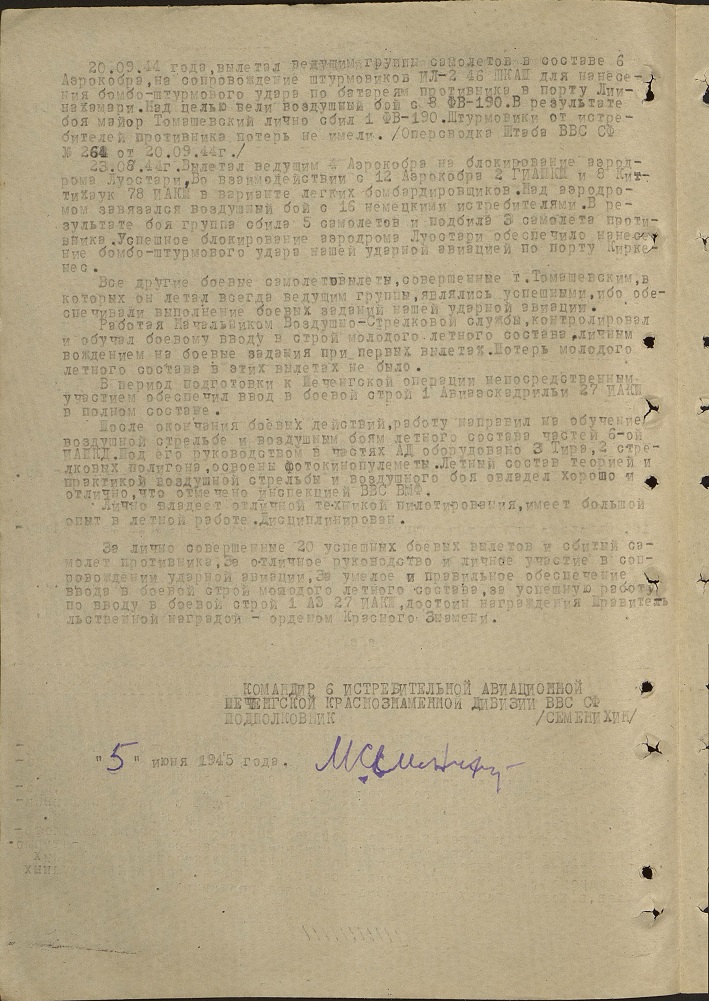 20.09.44 года,вылетал ведущим группы самолетов в составе 6
Аэрокобра,на сопровождение штурмовиков ИЛ-2 46 ШКАШ для нанесе-
ния бомбо-штурмового удара по батареям противника в порту Лии-
нахамари.Над целью вели воздушный бой с 8 ФВ-190.В результате
боя майор Томашевский лично сбил 1 ФВ-190.Штурмовики от истре-
бителей противника потерь не имели. /Оперсводка Штаба ВВС СФ
№ 264 от 20.09.44г./
23.08.44г.Вылетал ведущим 4 Аэрокобра на блокирование аэрод-
рома Луостари,Во взаимодействии с 12 Аэрокобра 2 ГИАПКШ и 8 Кит-
тихаук 78 ИАКШ в варианте легких бомбардировщиков.Над аэродро-
мом завязался воздушный бой с 16 немецкими истребителями.В ре-
зультате боя группа сбила 5 самолетов и подбила 3 самолета проти-
вника.Успешное блокирование аэродрома Луостари обеспечило нанесе-
ние бомбо-штурмового удара нашей ударной авиацией по порту Кирке-
нес.
Все другие боевые самолетовылеты,совершенные т.Томашевским,в
которых он летал всегда ведущим группы,являлись успешными,ибо обе-
спечивали выполнение боевых заданий нашей ударной авиации.
Работая Начальником Воздушно-Стрелковой службы,контролировал
и обучал боевому вводу в строй молодого летного состава,личным
вождением на боевые задания при первых вылетах.Потерь молодого
летного состава в этих вылетах не было.
В период подготовки к Печенгской операции непосредственным
участием обеспечил ввод в боевой строй 1 Авиаэскадрильи 27 ИАКШ
в полном составе.
После окончания боевых действий,работу направил на обучение
воздушной стрельбе и воздушным боям летного состава частей 6-ой
ИАПКД.Под его руководством в частях АД оборудовано 3 Тира,2 стре-
лковых полигона,освоены фотокинопулеметы.Летный состав теорией и
практикой воздушной стрельбы и воздушного боя овладел Хорошо и
отлично,что отмечено инспекцией ВВС ВМФ.
Лично владеет отличной техникой пилотирования,имеет большой
опыт в летной работе.Дисциплинирован.
За лично совершенные 20 успешных боевых вылетов и сбитый са-
молет противника,За отличное руководство и личное участие в соп-
ровождении ударной авиации,За умелое и правильное обеспечение
ввода в боевой строй молодого летного состава,за успешную работу
по вводу в боевой строй 1 АЭ 27 ИАКШ,достоин награждения Правитель
льственной наградой - орденом Красного Знамени.
КОМАНДИР 6 ИСТРЕБИТЕЛЬНОЙ АВИАЦИОННОЙ
ПЕЧЕНГСКОЙ КРАСНОЗНАМЕННОЙ ДИВИЗИИ ВВС СФ
ПОДПОЛКОВНИК /СЕМЕНИХИН/
"5" июня 1945 года.